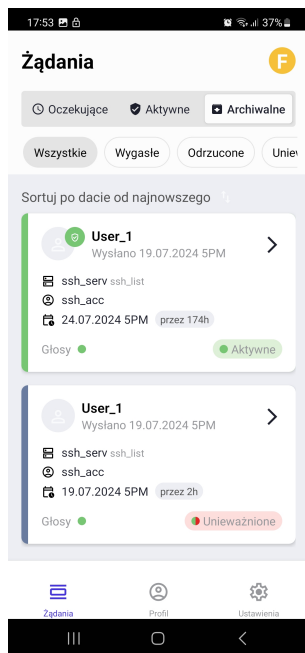 17:53 37%
Żądania F
Oczekujące Aktywne Archiwalne
Wszystkie Wygasłe Odrzucone Uniew
Sortuj po dacie od najnowszego
User_1
Wysłano 19.07.2024 5PM
ssh_serv ssh_list
ssh_acc
24.07.2024 5PM przez 174h
Głosy Aktywne
User_1
Wysłano 19.07.2024 5PM
ssh_serv ssh_list
ssh_acc
19.07.2024 5PM przez 2h
Głosy Unieważnione
Żądania Profil Ustawienia